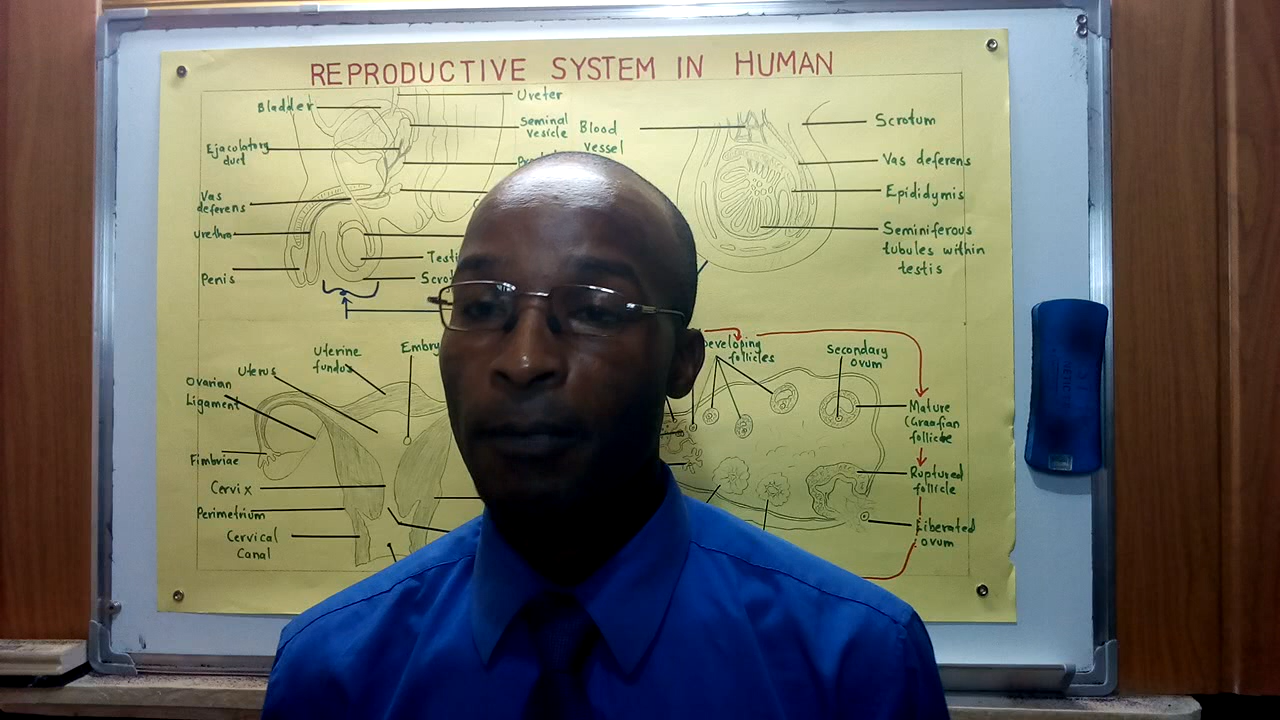 REPRODUCTIVE SYSTEM IN HUMAN
Bladder
Ureter
Seminal
vesicle
Ejaculatory
duct
Vas
deferens
Urethra
Penis
Blood
vessel
Scrotum
Vas deferens
Epididymis
Seminiferous
tubules within
testis
Uterine
fundus
Uterus
Ovarian
Ligament
Fimbriae
Cervix
Perimetrium
Cervical
Canal
Developing
follicles
Secondary
ovum
Mature
(Graafian
follicle
Ruptured
follicle
Liberated
ovum